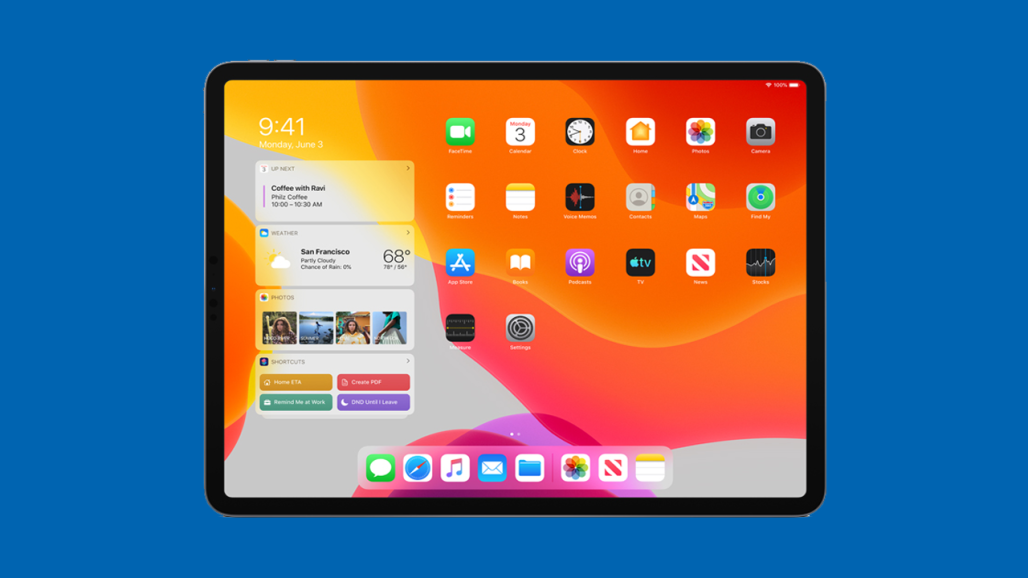 100%
9:41
Monday, June 3
UP NEXT
Coffee with Ravi
Philz Coffee
10:00 – 10:30 AM
WEATHER
San Francisco
Partly Cloudy
Chance of Rain: 0%
68°
78° / 56°
PHOTOS
SHORTCUTS
Home ETA
Create PDF
Remind Me at Work
DND Until I Leave
Monday
3
FaceTime
Calendar
Clock
Home
Photos
Camera
Reminders
Notes
Voice Memos
Contacts
Maps
Find My
tv
App Store
Books
Podcasts
TV
News
Stocks
Measure
Settings